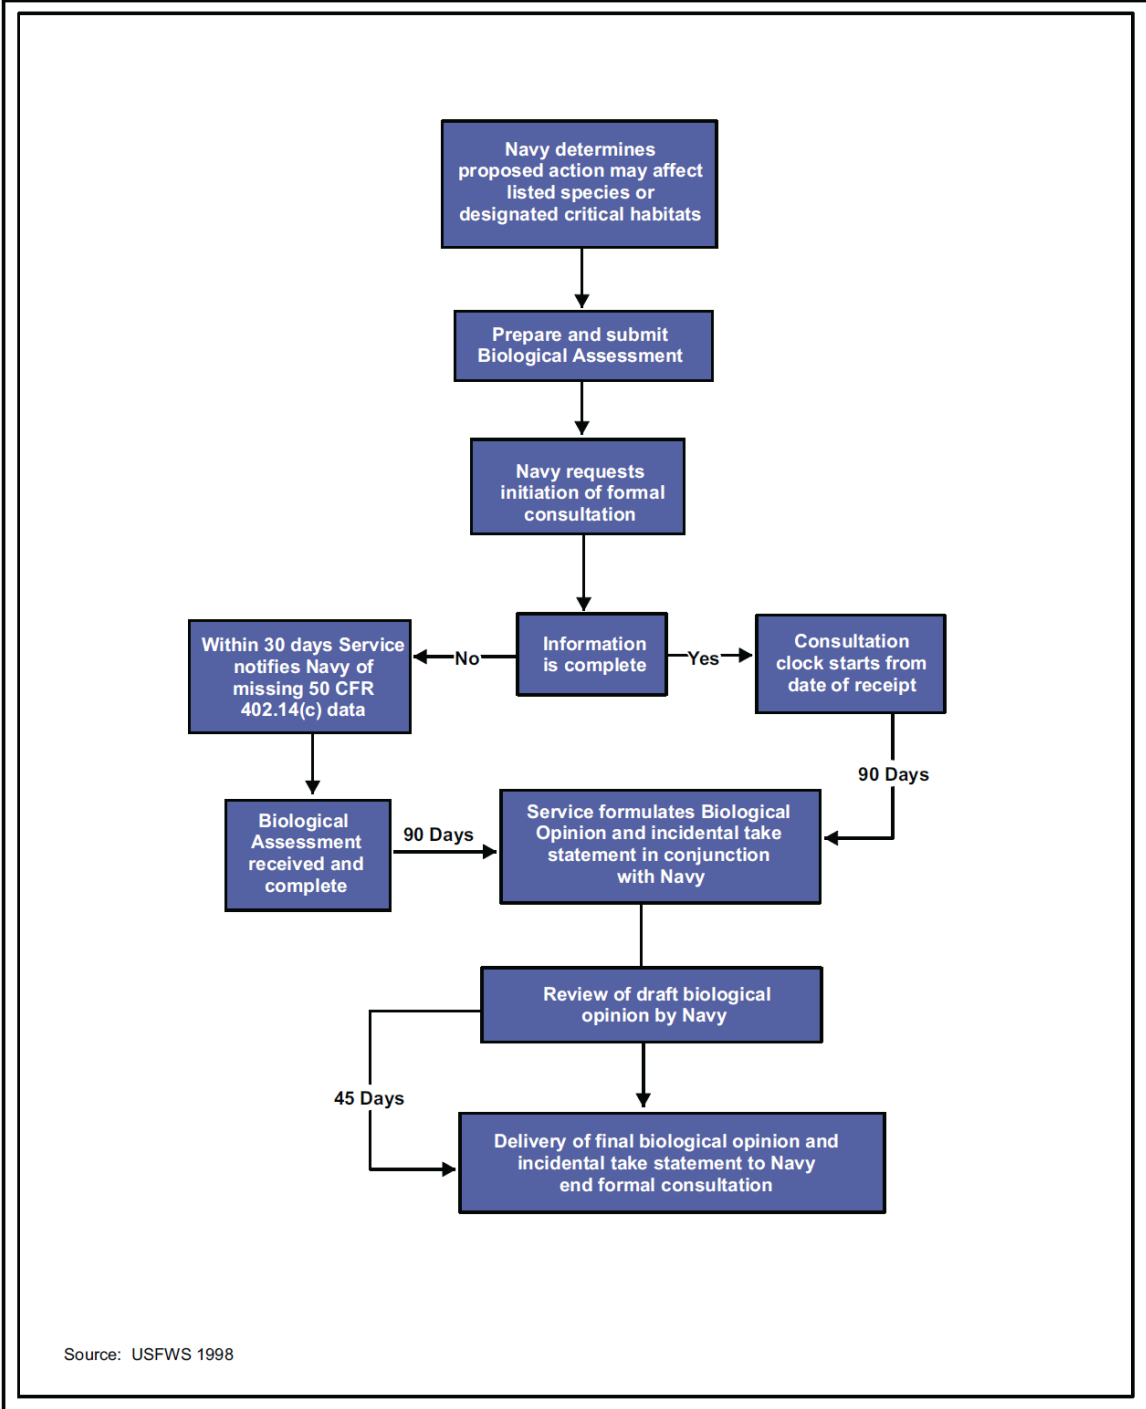 Navy determines
proposed action may affect
listed species or
designated critical habitats
Prepare and submit
Biological Assessment
Navy requests
initiation of formal
consultation
Within 30 days Service
notifies Navy of
missing 50 CFR
402.14(c) data
No
Information
is complete
Yes
Consultation
clock starts from
date of receipt
90 Days
Biological
Assessment
received and
complete
90 Days
Service formulates Biological
Opinion and incidental take
statement in conjunction
with Navy
Review of draft biological
opinion by Navy
45 Days
Delivery of final biological opinion and
incidental take statement to Navy
end formal consultation
Source: USFWS 1998